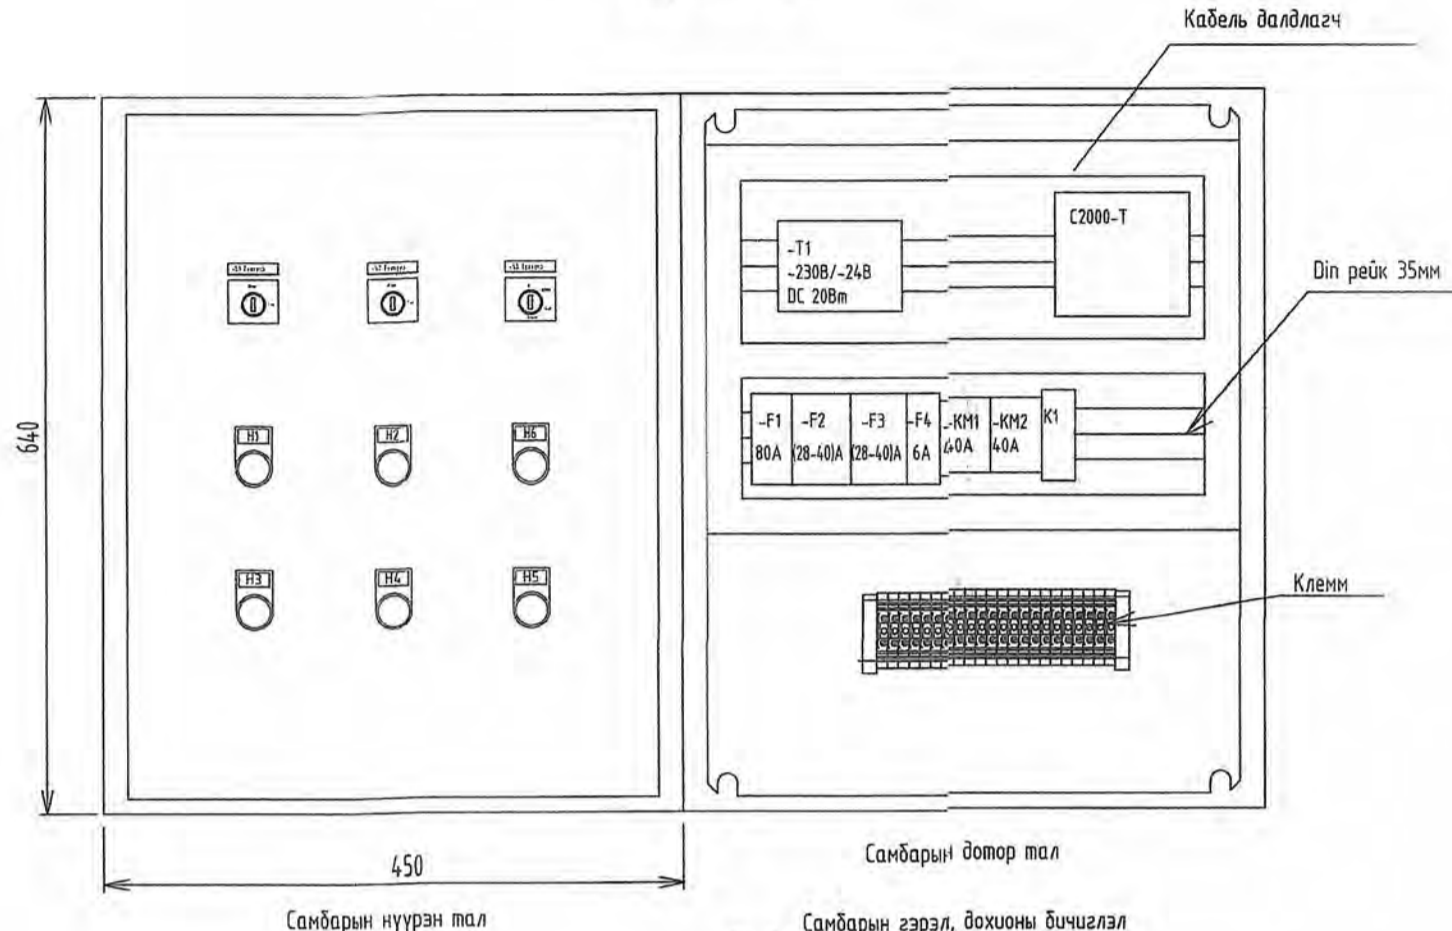 Кабель далдлагч
C2000-T
-T1
~230В/~24В
DC 20Вт
Din рейк 35мм
-F1
80A
-F2
(28-40)A
-F3
(28-40)A
-F4
6A
-KM1
40A
-KM2
40A
K1
H1
H2
H6
H3
H4
H5
640
Клемм
450
Самбарын дотор тал
Самбарын нүүрэн тал
Самбарын гэрэл, дохионы бичиглэл